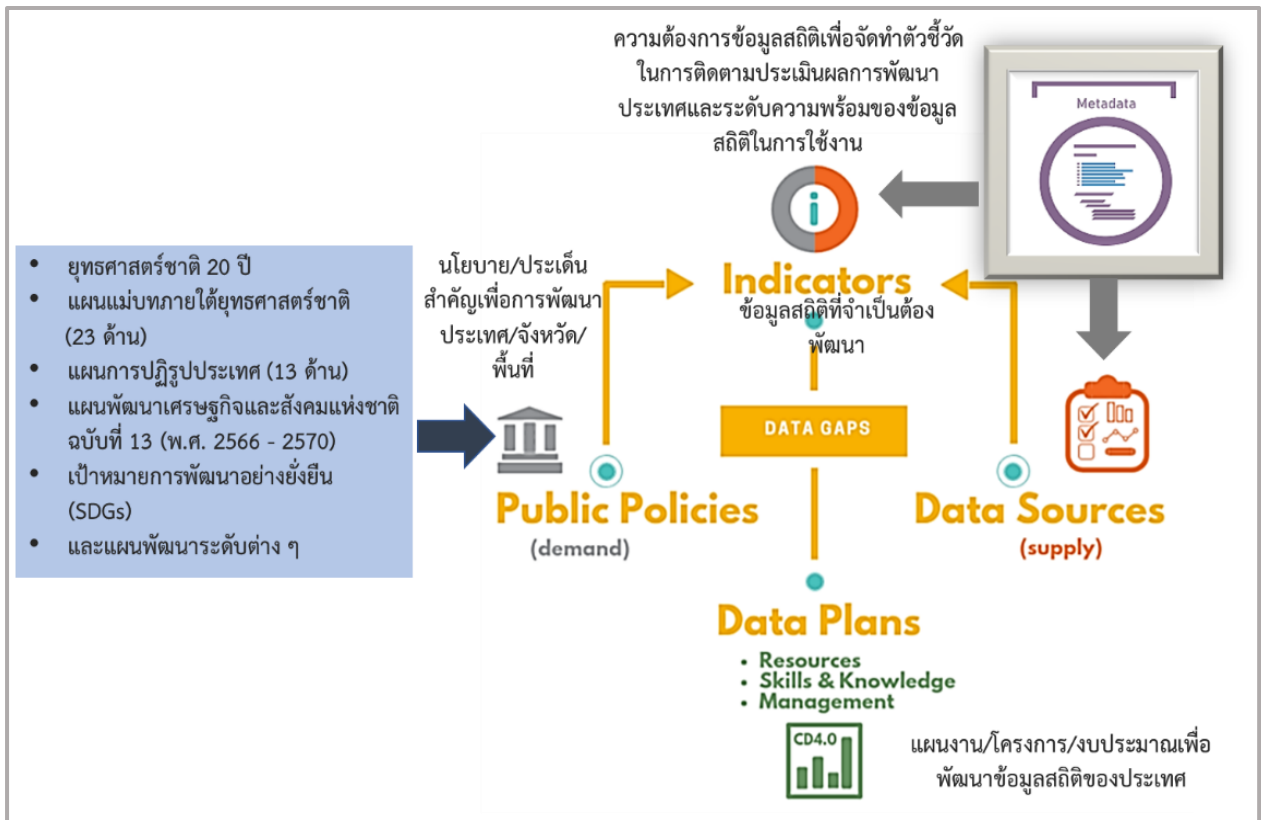 ความต้องการข้อมูลสถิติเพื่อจัดทำตัวชี้วัด
ในการติดตามประเมินผลการพัฒนา
ประเทศและระดับความพร้อมของข้อมูล
สถิติในการใช้งาน
Metadata
• ยุทธศาสตร์ชาติ 20 ปี
• แผนแม่บทภายใต้ยุทธศาสตร์ชาติ
(23 ด้าน)
• แผนการปฏิรูปประเทศ (13 ด้าน)
• แผนพัฒนาเศรษฐกิจและสังคมแห่งชาติ
ฉบับที่ 13 (พ.ศ. 2566 - 2570)
• เป้าหมายการพัฒนาอย่างยั่งยืน
(SDGs)
• และแผนพัฒนาระดับต่าง ๆ
นโยบาย/ประเด็น
สำคัญเพื่อการพัฒนา
ประเทศ/จังหวัด/
พื้นที่
i
Indicators
ข้อมูลสถิติที่จำเป็นต้อง
พัฒนา
DATA GAPS
Public Policies
(demand)
Data Sources
(supply)
Data Plans
• Resources
• Skills & Knowledge
• Management
CD4.0
แผนงาน/โครงการ/งบประมาณเพื่อ
พัฒนาข้อมูลสถิติของประเทศ